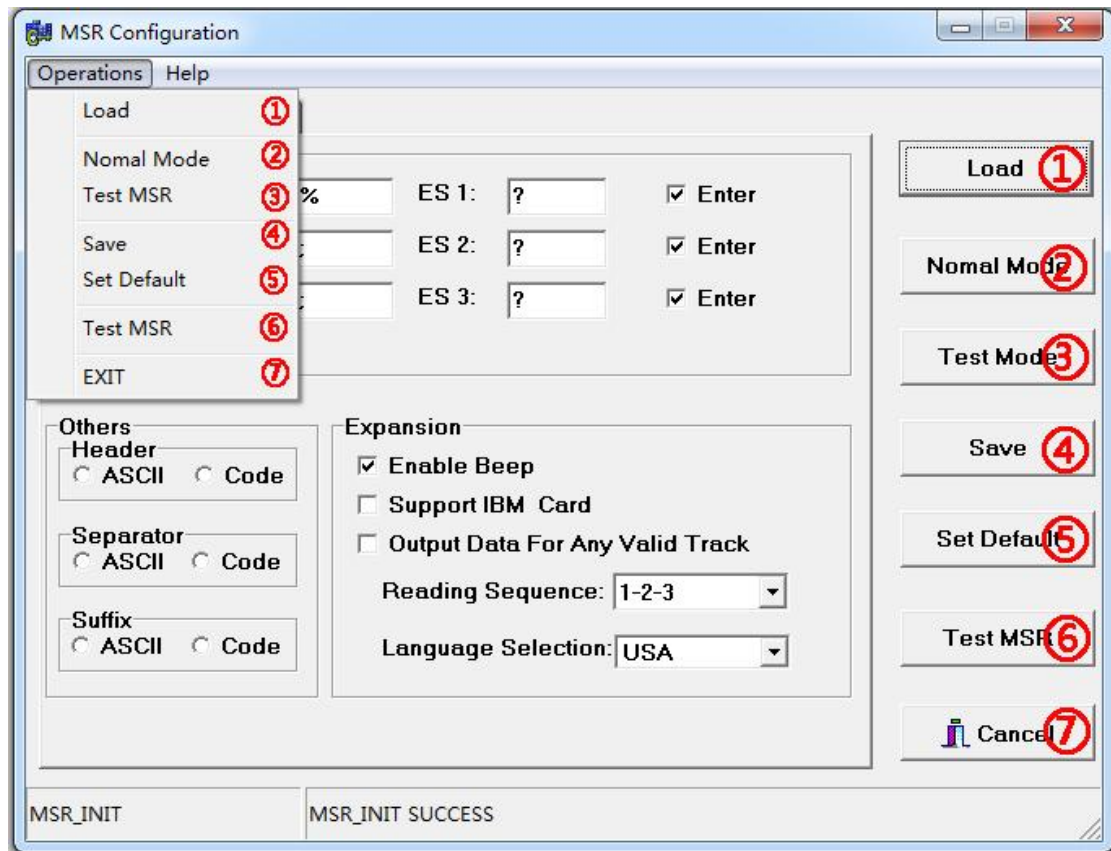 MSR Configuration
Operations Help
Load ①
Nomal Mode ②
Test MSR ③
Save ④
Set Default ⑤
Test MSR ⑥
EXIT ⑦
% ES 1: ? Enter
ES 2: ? Enter
ES 3: ? Enter
Others
Header
ASCII Code
Separator
ASCII Code
Suffix
ASCII Code
Expansion
Enable Beep
Support IBM Card
Output Data For Any Valid Track
Reading Sequence: 1-2-3
Language Selection: USA
Load ①
Nomal Mode ②
Test Mode ③
Save ④
Set Default ⑤
Test MSR ⑥
Cancel ⑦
MSR_INIT MSR_INIT SUCCESS